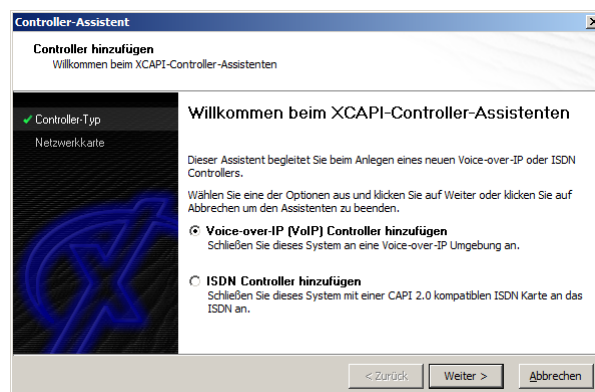 Controller-Assistent
Controller hinzufügen
Willkommen beim XCAPI-Controller-Assistenten
Controller-Typ
Netzwerkkarte
Willkommen beim XCAPI-Controller-Assistenten
Dieser Assistent begleitet Sie beim Anlegen eines neuen Voice-over-IP oder ISDN
Controllers.
Wählen Sie eine der Optionen aus und klicken Sie auf Weiter oder klicken Sie auf
Abbrechen um den Assistenten zu beenden.
Voice-over-IP (VoIP) Controller hinzufügen
Schließen Sie dieses System an eine Voice-over-IP Umgebung an.
ISDN Controller hinzufügen
Schließen Sie dieses System mit einer CAPI 2.0 kompatiblen ISDN Karte an das
ISDN an.
< Zurück
Weiter >
Abbrechen